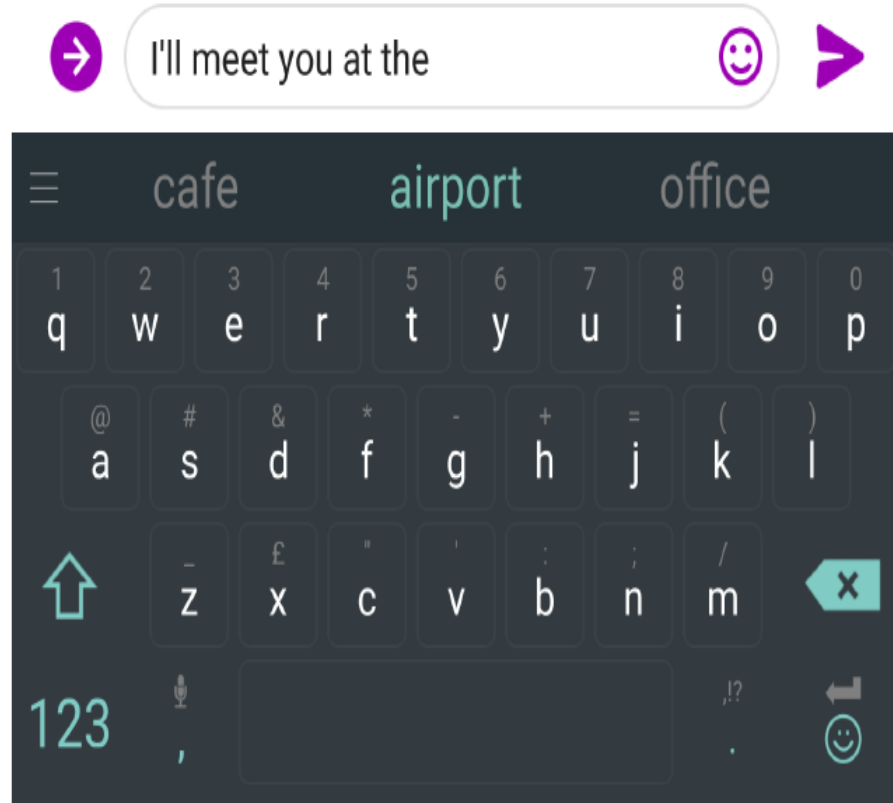 I'll meet you at the
cafe airport office
1 2 3 4 5 6 7 8 9 0
q w e r t y u i o p
@ # & * - + = ( )
a s d f g h j k l
_ £ " ' : ; /
z x c v b n m
,!?
123 , .